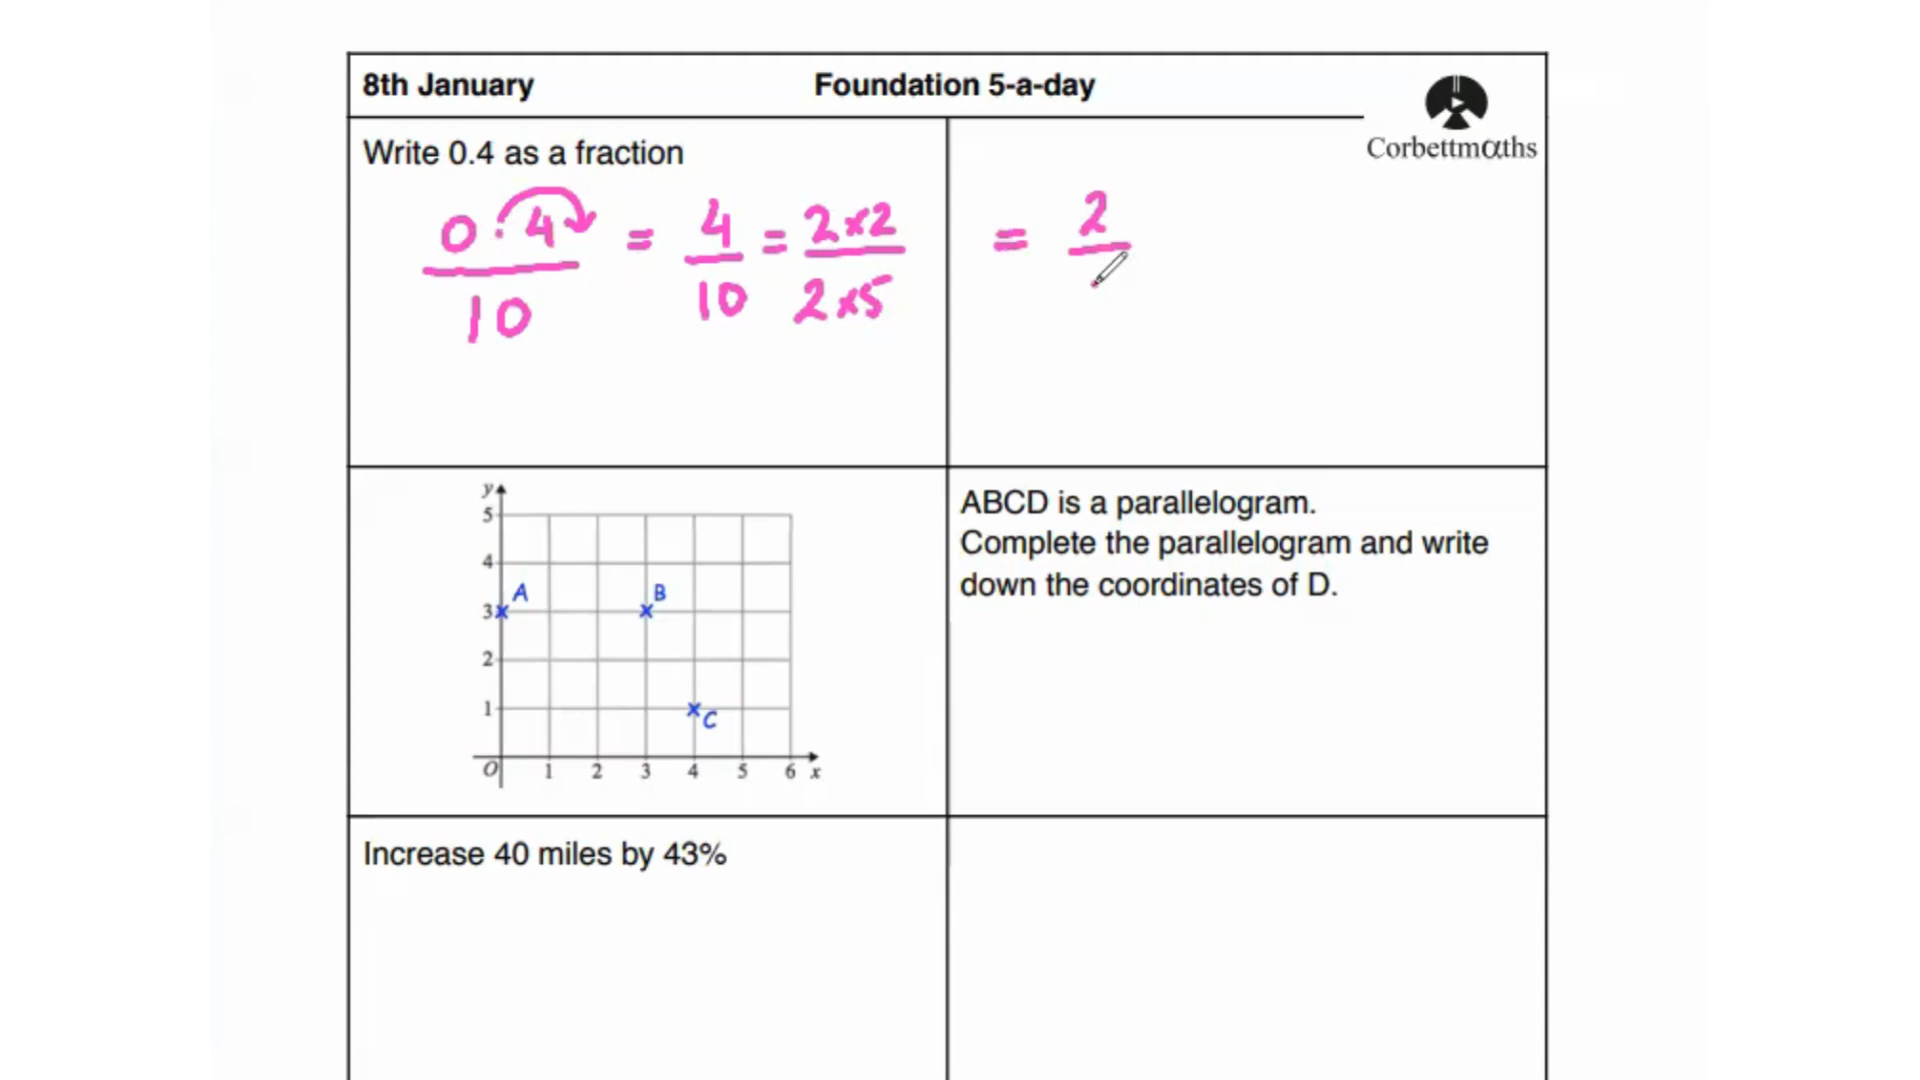 8th January Foundation 5-a-day
Corbettmαths
Write 0.4 as a fraction
0.4/10 = 4/10 = 2×2/2×5 = 2/
y
5
4
3
2
1
A B
C
O 1 2 3 4 5 6 x
ABCD is a parallelogram.
Complete the parallelogram and write
down the coordinates of D.
Increase 40 miles by 43%